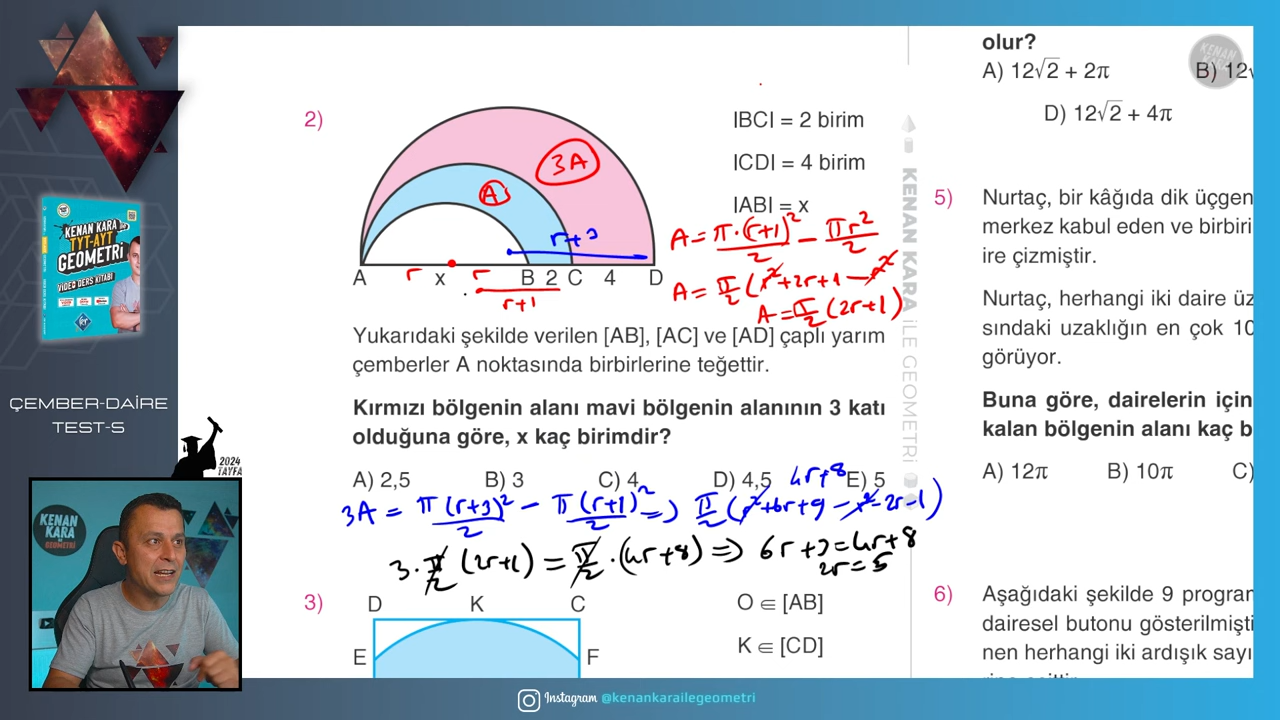 KENAN KARA
TYT-AYT
GEOMETRİ
VİDEO DERS KİTABI
ÇEMBER-DAİRE
TEST-5
2024
TAYFA
KENAN
KARA
ile GEOMETRİ
2)
3A
A
r+3
A r x r B 2 C 4 D
r+1
IBCI = 2 birim
ICDI = 4 birim
IABI = x
A = π.(r+1)²/2 - πr²/2
A = π/2 (r²+2r+1-r²
A = π/2 (2r+1)
Yukarıdaki şekilde verilen [AB], [AC] ve [AD] çaplı yarım
çemberler A noktasında birbirlerine teğettir.
Kırmızı bölgenin alanı mavi bölgenin alanının 3 katı
olduğuna göre, x kaç birimdir?
A) 2,5 B) 3 C) 4 D) 4,5 E) 5
4r+8
3A = π(r+3)²/2 - π(r+1)²/2 => π/2 (r²+6r+9-r²-2r-1)
3.π/2 (2r+1) = π/2.(4r+8) => 6r+3=4r+8
2r=5
3)
D K C
E F
O ∈ [AB]
K ∈ [CD]
KENAN KARA İLE GEOMETRİ
olur?
A) 12√2 + 2π B) 12√
D) 12√2 + 4π
5) Nurtaç, bir kâğıda dik üçgen
merkez kabul eden ve birbiri
ire çizmiştir.
Nurtaç, herhangi iki daire üz
sındaki uzaklığın en çok 10
görüyor.
Buna göre, dairelerin için
kalan bölgenin alanı kaç b
A) 12π B) 10π C)
6) Aşağıdaki şekilde 9 progran
dairesel butonu gösterilmişti
nen herhangi iki ardışık sayı
Instagram @kenankarailegeometri